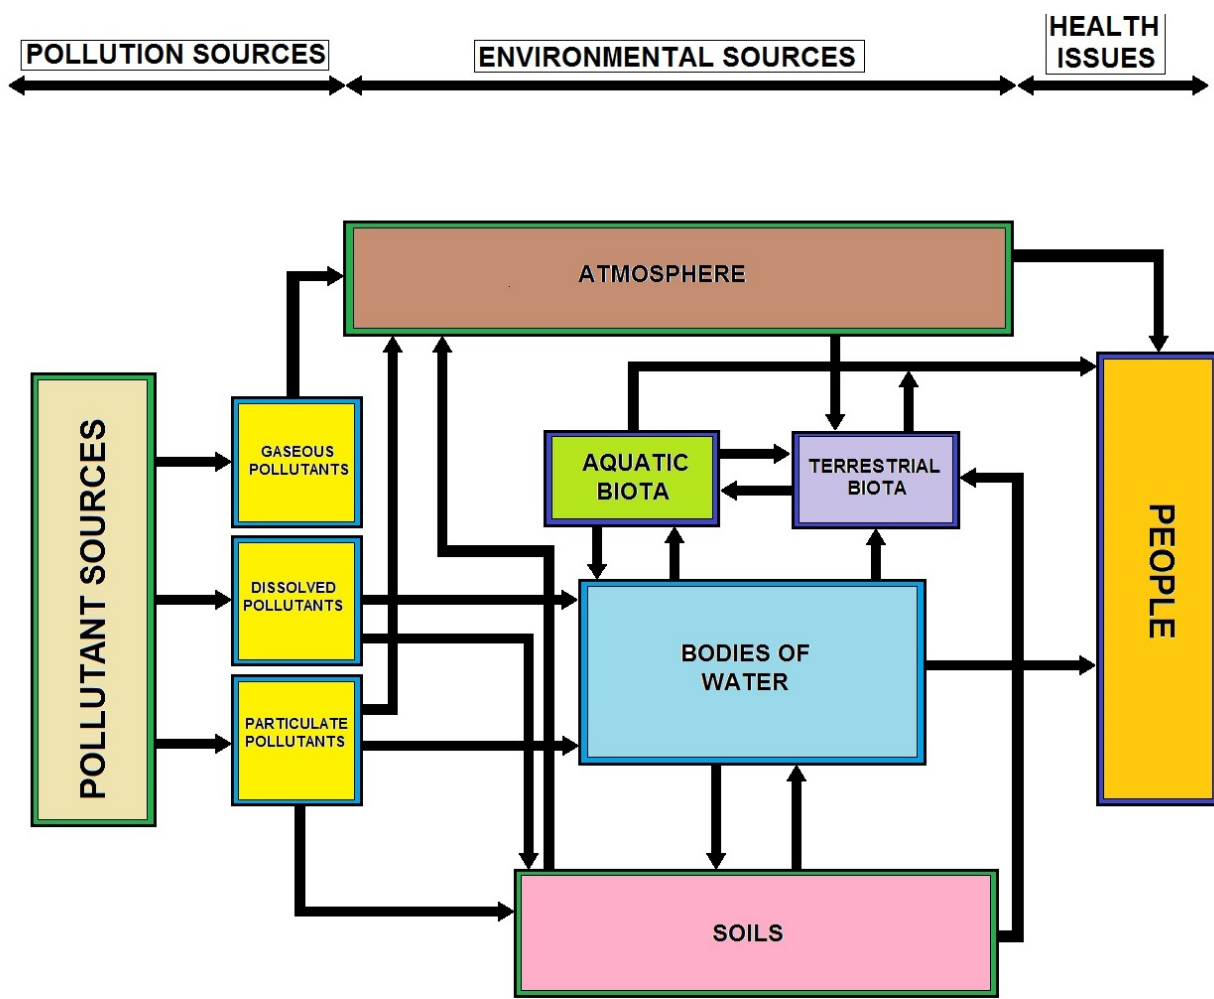 POLLUTION SOURCES
ENVIRONMENTAL SOURCES
HEALTH
ISSUES
ATMOSPHERE
POLLUTANT SOURCES
GASEOUS
POLLUTANTS
DISSOLVED
POLLUTANTS
PARTICULATE
POLLUTANTS
AQUATIC
BIOTA
TERRESTRIAL
BIOTA
BODIES OF
WATER
SOILS
PEOPLE